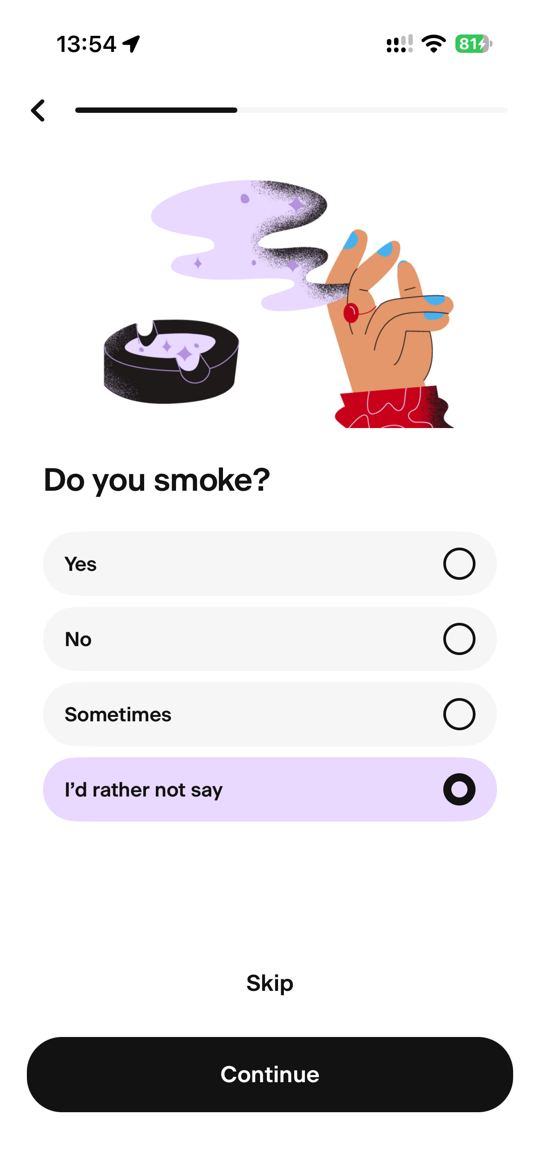 13:54
81
Do you smoke?
Yes
No
Sometimes
I’d rather not say
Skip
Continue